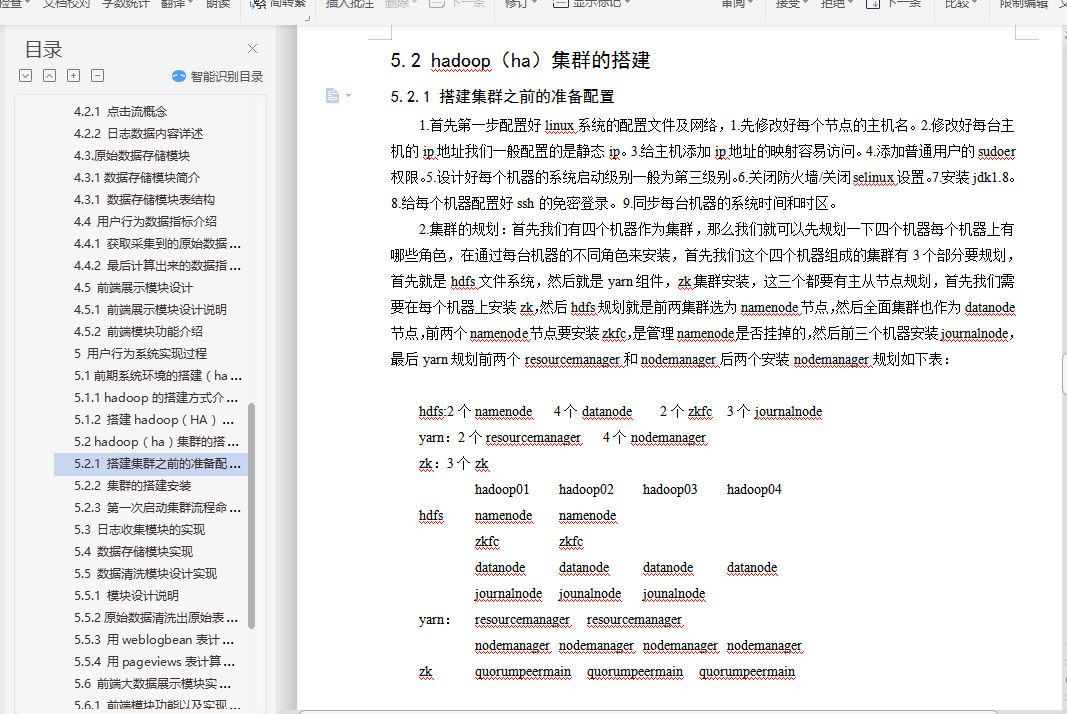 检查 文档校对 字数统计 翻译 朗读 简转繁 插入批注 删除 下一条 修订 显示标记 审阅 接受 拒绝 下一条 比较 限制编辑
目录
智能识别目录
4.2.1 点击流概念
4.2.2 日志数据内容详述
4.3.原始数据存储模块
4.3.1 数据存储模块简介
4.3.1 数据存储模块表结构
4.4 用户行为数据指标介绍
4.4.1 获取采集到的原始数据 ...
4.4.2 最后计算出来的数据指 ...
4.5 前端展示模块设计
4.5.1 前端展示模块设计说明
4.5.2 前端模块功能介绍
5 用户行为系统实现过程
5.1 前期系统环境的搭建（ha ...
5.1.1 hadoop 的搭建方式介 ...
5.1.2 搭建 hadoop（HA） ...
5.2 hadoop（ha）集群的搭 ...
5.2.1 搭建集群之前的准备配 ...
5.2.2 集群的搭建安装
5.2.3 第一次启动集群流程命 ...
5.3 日志收集模块的实现
5.4 数据存储模块实现
5.5 数据清洗模块设计实现
5.5.1 模块设计说明
5.5.2 原始数据清洗出原始表 ...
5.5.3 用 weblogbean 表计 ...
5.5.4 用 pageviews 表计算 ...
5.6 前端大数据展示模块实 ...
5.6.1 前端模块功能以及实现 ...
5.2 hadoop（ha）集群的搭建
5.2.1 搭建集群之前的准备配置
1.首先第一步配置好 linux 系统的配置文件及网络，1.先修改好每个节点的主机名。2.修改好每台主
机的 ip 地址我们一般配置的是静态 ip。3.给主机添加 ip 地址的映射容易访问。4.添加普通用户的 sudoer
权限。5.设计好每个机器的系统启动级别一般为第三级别。6.关闭防火墙/关闭 selinux 设置。7.安装 jdk1.8。
8.给每个机器配置好 ssh 的免密登录。9.同步每台机器的系统时间和时区。
2.集群的规划：首先我们有四个机器作为集群，那么我们就可以先规划一下四个机器每个机器上有
哪些角色，在通过每台机器的不同角色来安装，首先我们这个四个机器组成的集群有 3 个部分要规划，
首先就是 hdfs 文件系统，然后就是 yarn 组件，zk 集群安装，这三个都要有主从节点规划，首先我们需
要在每个机器上安装 zk,然后 hdfs 规划就是前两集群选为 namenode 节点,然后全面集群也作为 datanode
节点,前两个 namenode 节点要安装 zkfc,是管理 namenode 是否挂掉的,然后前三个机器安装 journalnode，
最后 yarn 规划前两个 resourcemanager 和 nodemanager 后两个安装 nodemanager 规划如下表：
hdfs:2 个 namenode 4 个 datanode 2 个 zkfc 3 个 journalnode
yarn：2 个 resourcemanager 4 个 nodemanager
zk：3 个 zk
hadoop01 hadoop02 hadoop03 hadoop04
hdfs namenode namenode
zkfc zkfc
datanode datanode datanode datanode
journalnode jounalnode jounalnode
yarn： resourcemanager resourcemanager
nodemanager nodemanager nodemanager nodemanager
zk quorumpeermain quorumpeermain quorumpeermain